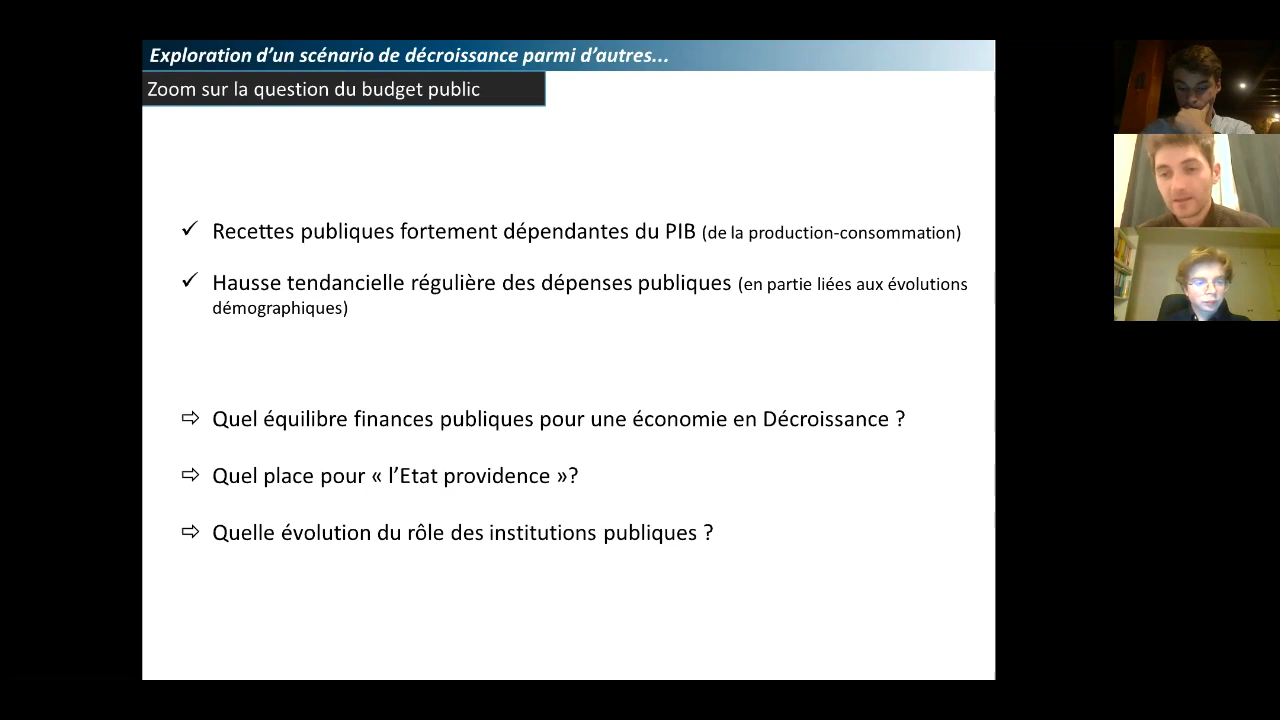 Exploration d’un scénario de décroissance parmi d’autres...
Zoom sur la question du budget public
✓ Recettes publiques fortement dépendantes du PIB (de la production-consommation)
✓ Hausse tendancielle régulière des dépenses publiques (en partie liées aux évolutions
démographiques)
⇨ Quel équilibre finances publiques pour une économie en Décroissance ?
⇨ Quel place pour « l’Etat providence »?
⇨ Quelle évolution du rôle des institutions publiques ?